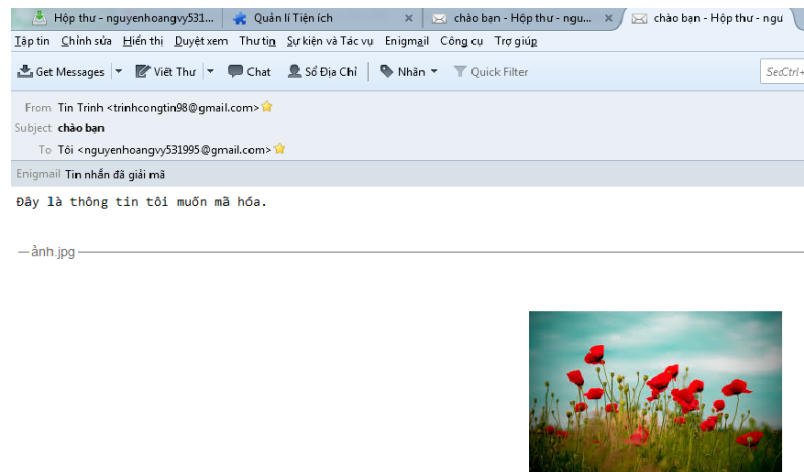 Hộp thư - nguyenhoangvy531... Quản lí Tiện ích chào bạn - Hộp thư - ngu... chào bạn - Hộp thư - ngu
Tập tin Chỉnh sửa Hiển thị Duyệt xem Thư tin Sự kiện và Tác vụ Enigmail Công cụ Trợ giúp
Get Messages Viết Thư Chat Sổ Địa Chỉ Nhãn Quick Filter SeeCtrl+
From Tin Trinh <trinhcongtin98@gmail.com>
Subject chào bạn
To Tôi <nguyenhoangvy531995@gmail.com>
Enigmail Tin nhắn đã giải mã
Đây là thông tin tôi muốn mã hóa.
ảnh.jpg